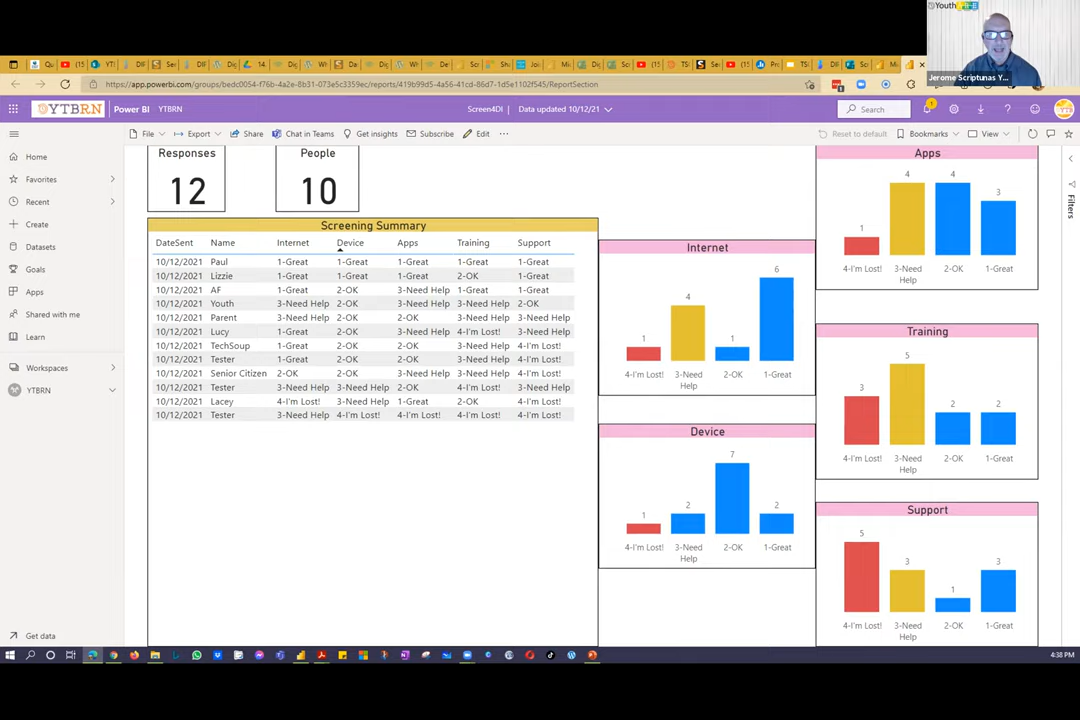 Youth
Jerome Scriptunas Y...
https://app.powerbi.com/groups/bedc0054-f76b-4a2e-8b31-073e5c3359ec/reports/419b99d5-4a56-41cd-86d7-1d5e1102f545/ReportSection
YTBRN Power BI YTBRN Screen4DI | Data updated 10/12/21 Search 1
File Export Share Chat in Teams Get insights Subscribe Edit ... Reset to default Bookmarks View
Home
Favorites
Recent
Create
Datasets
Goals
Apps
Shared with me
Learn
Workspaces
YTBRN
Get data
Responses
12
People
10
Screening Summary
DateSent Name Internet Device Apps Training Support
10/12/2021 Paul 1-Great 1-Great 1-Great 1-Great 1-Great
10/12/2021 Lizzie 1-Great 1-Great 1-Great 2-OK 1-Great
10/12/2021 AF 1-Great 2-OK 3-Need Help 1-Great 1-Great
10/12/2021 Youth 3-Need Help 2-OK 3-Need Help 3-Need Help 2-OK
10/12/2021 Parent 3-Need Help 2-OK 2-OK 3-Need Help 3-Need Help
10/12/2021 Lucy 1-Great 2-OK 3-Need Help 4-I'm Lost! 3-Need Help
10/12/2021 TechSoup 1-Great 2-OK 2-OK 3-Need Help 4-I'm Lost!
10/12/2021 Tester 1-Great 2-OK 2-OK 3-Need Help 4-I'm Lost!
10/12/2021 Senior Citizen 2-OK 2-OK 3-Need Help 3-Need Help 4-I'm Lost!
10/12/2021 Tester 3-Need Help 3-Need Help 2-OK 4-I'm Lost! 3-Need Help
10/12/2021 Lacey 4-I'm Lost! 3-Need Help 1-Great 2-OK 4-I'm Lost!
10/12/2021 Tester 3-Need Help 4-I'm Lost! 4-I'm Lost! 4-I'm Lost! 4-I'm Lost!
Internet
1 4 1 6
4-I'm Lost! 3-Need Help 2-OK 1-Great
Device
1 2 7 2
4-I'm Lost! 3-Need Help 2-OK 1-Great
Apps
1 4 4 3
4-I'm Lost! 3-Need Help 2-OK 1-Great
Training
3 5 2 2
4-I'm Lost! 3-Need Help 2-OK 1-Great
Support
5 3 1 3
4-I'm Lost! 3-Need Help 2-OK 1-Great
Filters
4:38 PM